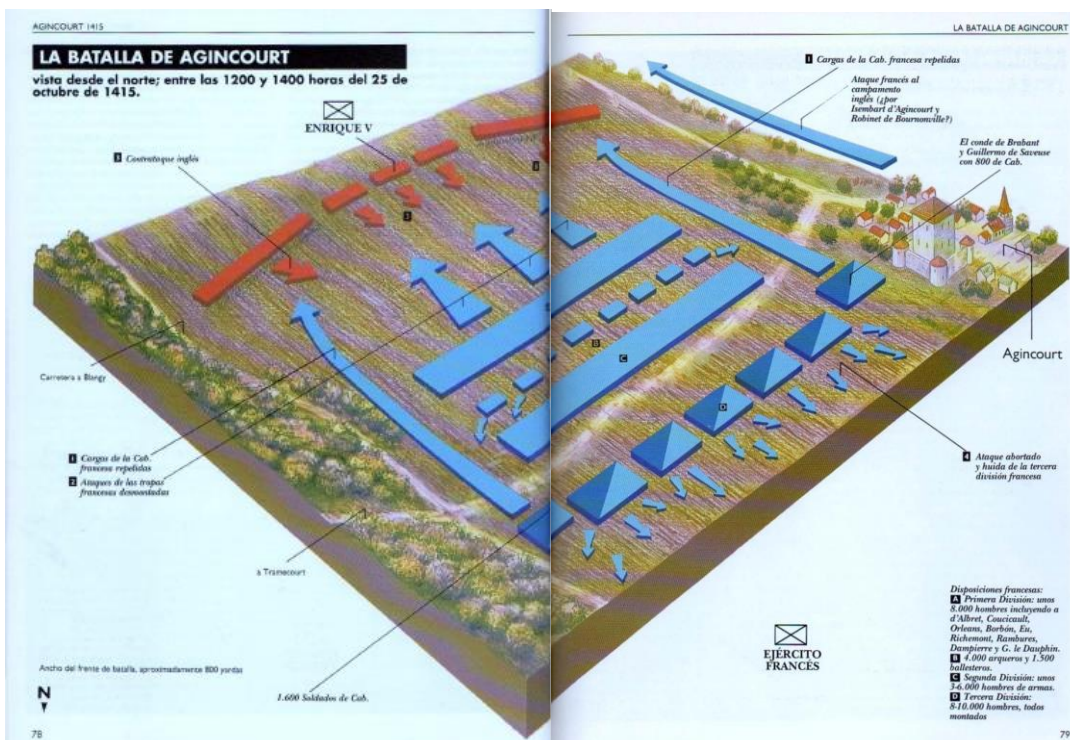 AGINCOURT 1415
LA BATALLA DE AGINCOURT
vista desde el norte; entre las 1200 y 1400 horas del 25 de
octubre de 1415.
ENRIQUE V
3 Contrataque inglés
3
Carretera a Blangy
1 Cargas de la Cab.
francesa repelidas
2 Ataques de las tropas
francesas desmontadas
a Tramecourt
Ancho del frente de batalla, aproximadamente 800 yardas
N
1.600 Soldados de Cab.
78
LA BATALLA DE AGINCOURT
1 Cargas de la Cab. francesa repelidas
Ataque francés al
campamento
inglés (¿por
Isembart d'Agincourt y
Robinet de Bournonville?)
El conde de Brabant
y Guillermo de Saveuse
con 800 de Cab.
Agincourt
B
C
D
4 Ataque abortado
y huida de la tercera
división francesa
EJÉRCITO
FRANCÉS
Disposiciones francesas:
A Primera División: unos
8.000 hombres incluyendo a
d'Albret, Coucicault,
Orleans, Borbón, Eu,
Richemont, Rambures,
Dampierre y G. le Dauphin.
B 4.000 arqueros y 1.500
ballesteros.
C Segunda División: unos
3-6.000 hombres de armas.
D Tercera División:
8-10.000 hombres, todos
montados
79